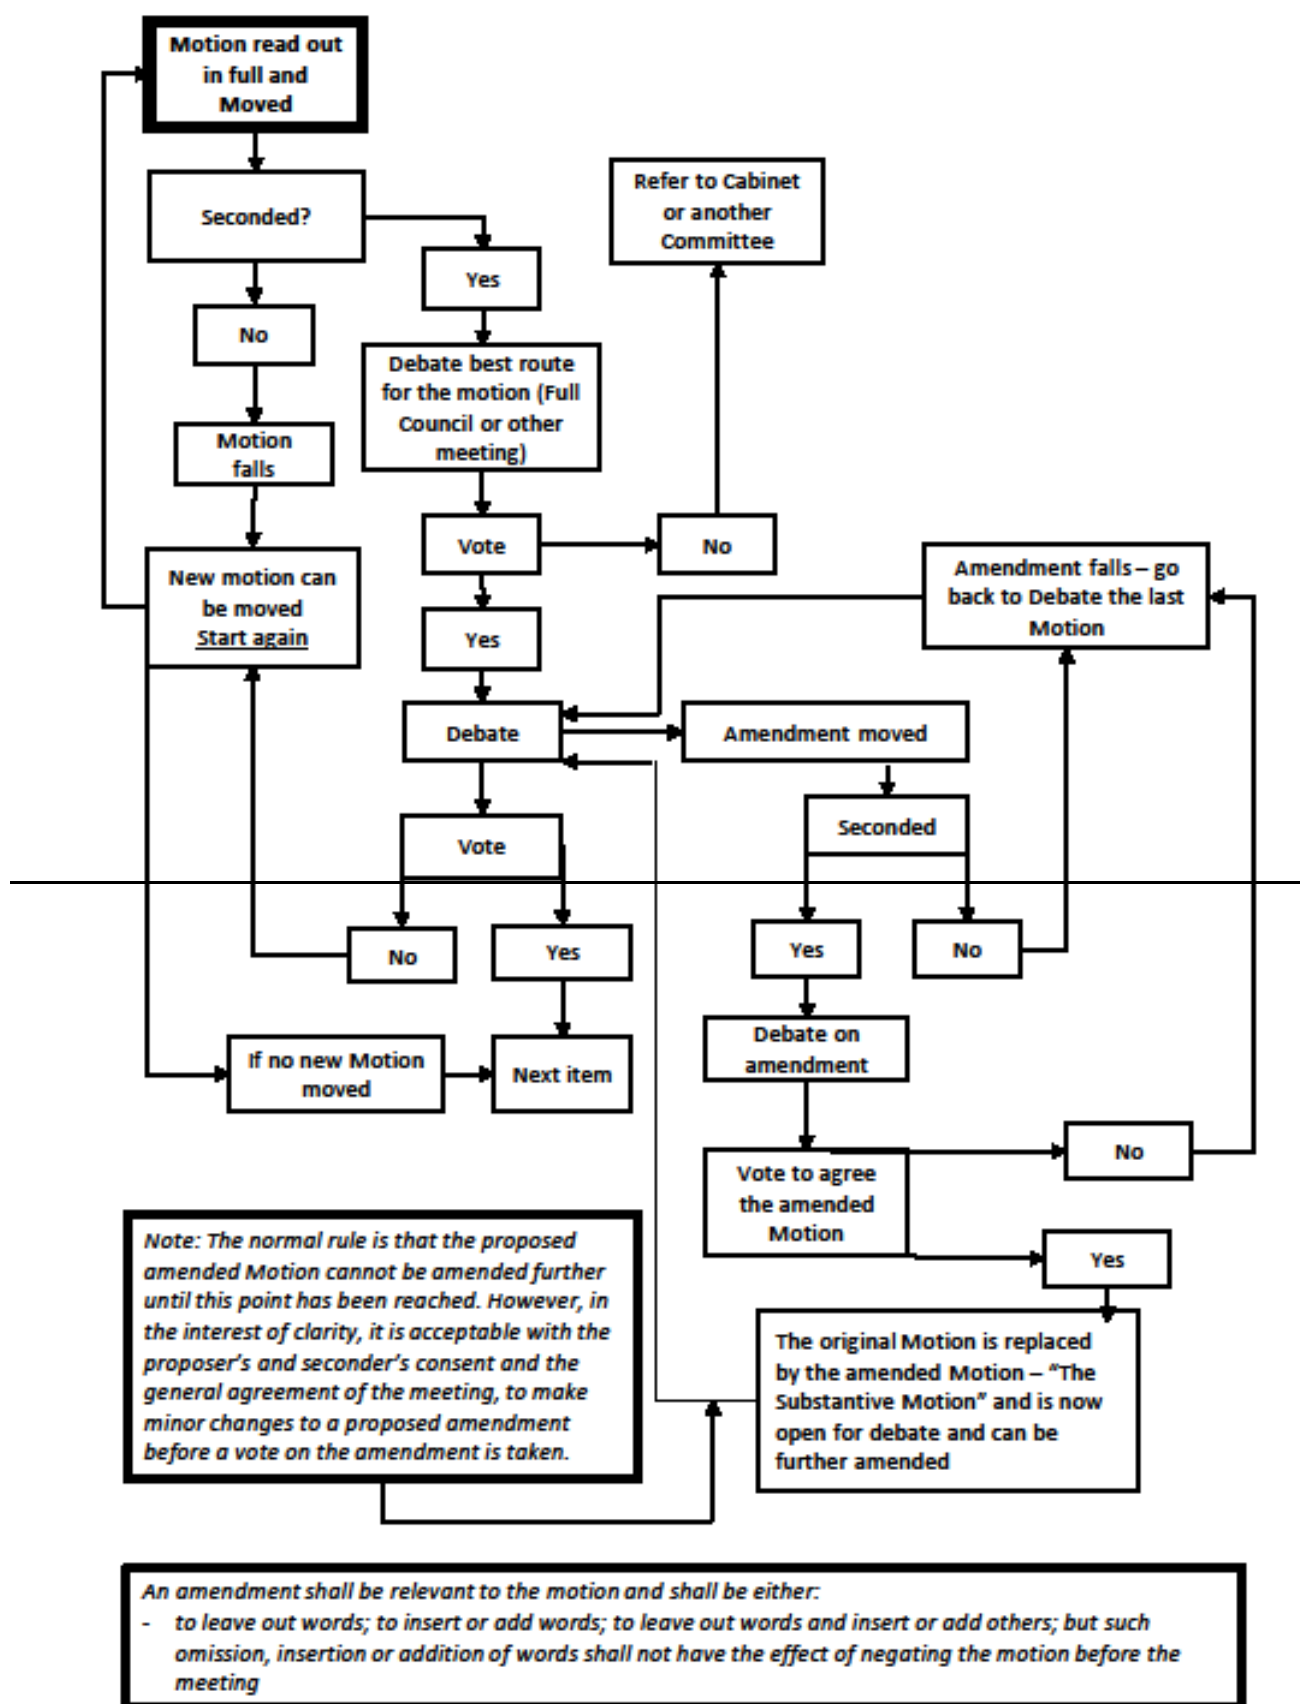 Motion read out
in full and
Moved
Seconded?
Refer to Cabinet
or another
Committee
Yes
No
Debate best route
for the motion (Full
Council or other
meeting)
Motion
falls
Vote
No
New motion can
be moved
Start again
Amendment falls – go
back to Debate the last
Motion
Yes
Debate
Amendment moved
Seconded
Vote
No
Yes
Yes
No
Debate on
amendment
If no new Motion
moved
Next item
No
Vote to agree
the amended
Motion
Yes
Note: The normal rule is that the proposed
amended Motion cannot be amended further
until this point has been reached. However, in
the interest of clarity, it is acceptable with the
proposer's and seconder's consent and the
general agreement of the meeting, to make
minor changes to a proposed amendment
before a vote on the amendment is taken.
The original Motion is replaced
by the amended Motion – “The
Substantive Motion” and is now
open for debate and can be
further amended
An amendment shall be relevant to the motion and shall be either:
- to leave out words; to insert or add words; to leave out words and insert or add others; but such
omission, insertion or addition of words shall not have the effect of negating the motion before the
meeting